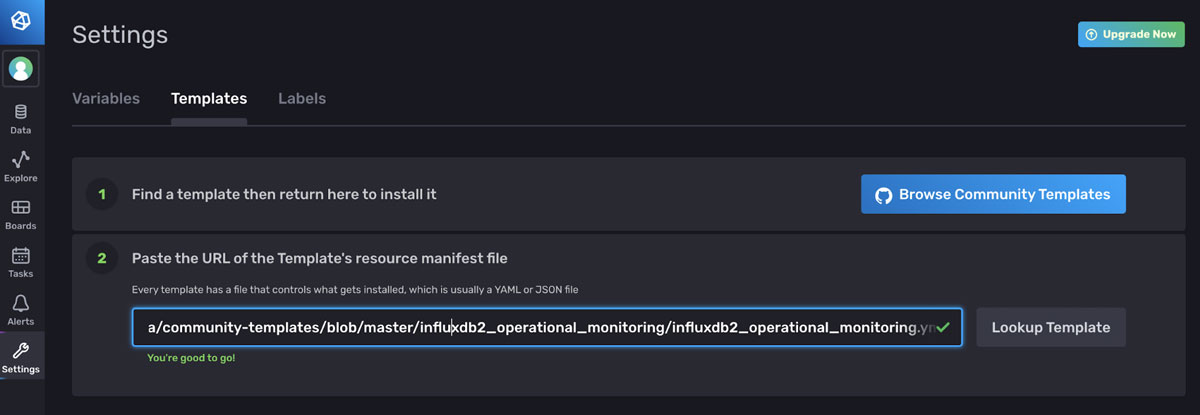 Settings
Upgrade Now
Variables Templates Labels
Data
Explore
Boards
Tasks
Alerts
Settings
1 Find a template then return here to install it
Browse Community Templates
2 Paste the URL of the Template's resource manifest file
Every template has a file that controls what gets installed, which is usually a YAML or JSON file
a/community-templates/blob/master/influxdb2_operational_monitoring/influxdb2_operational_monitoring.ym
Lookup Template
You're good to go!